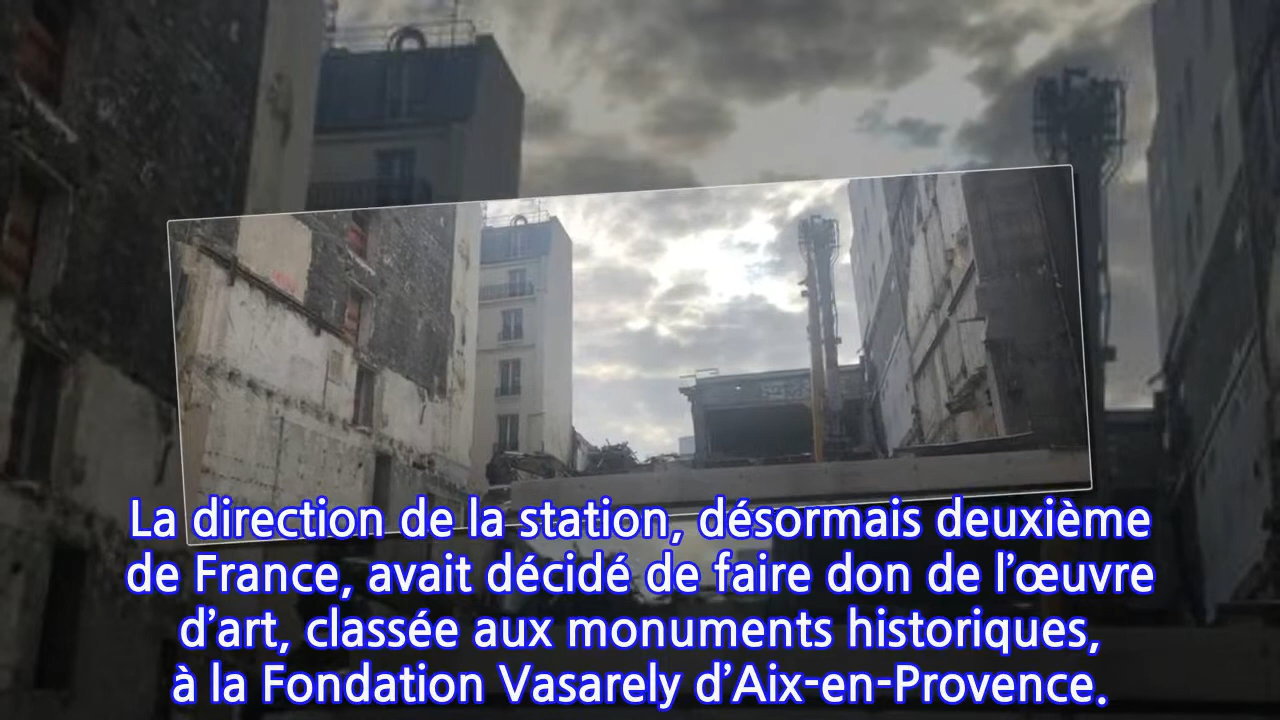 La direction de la station, désormais deuxième
de France, avait décidé de faire don de l’œuvre
d’art, classée aux monuments historiques,
à la Fondation Vasarely d’Aix-en-Provence.